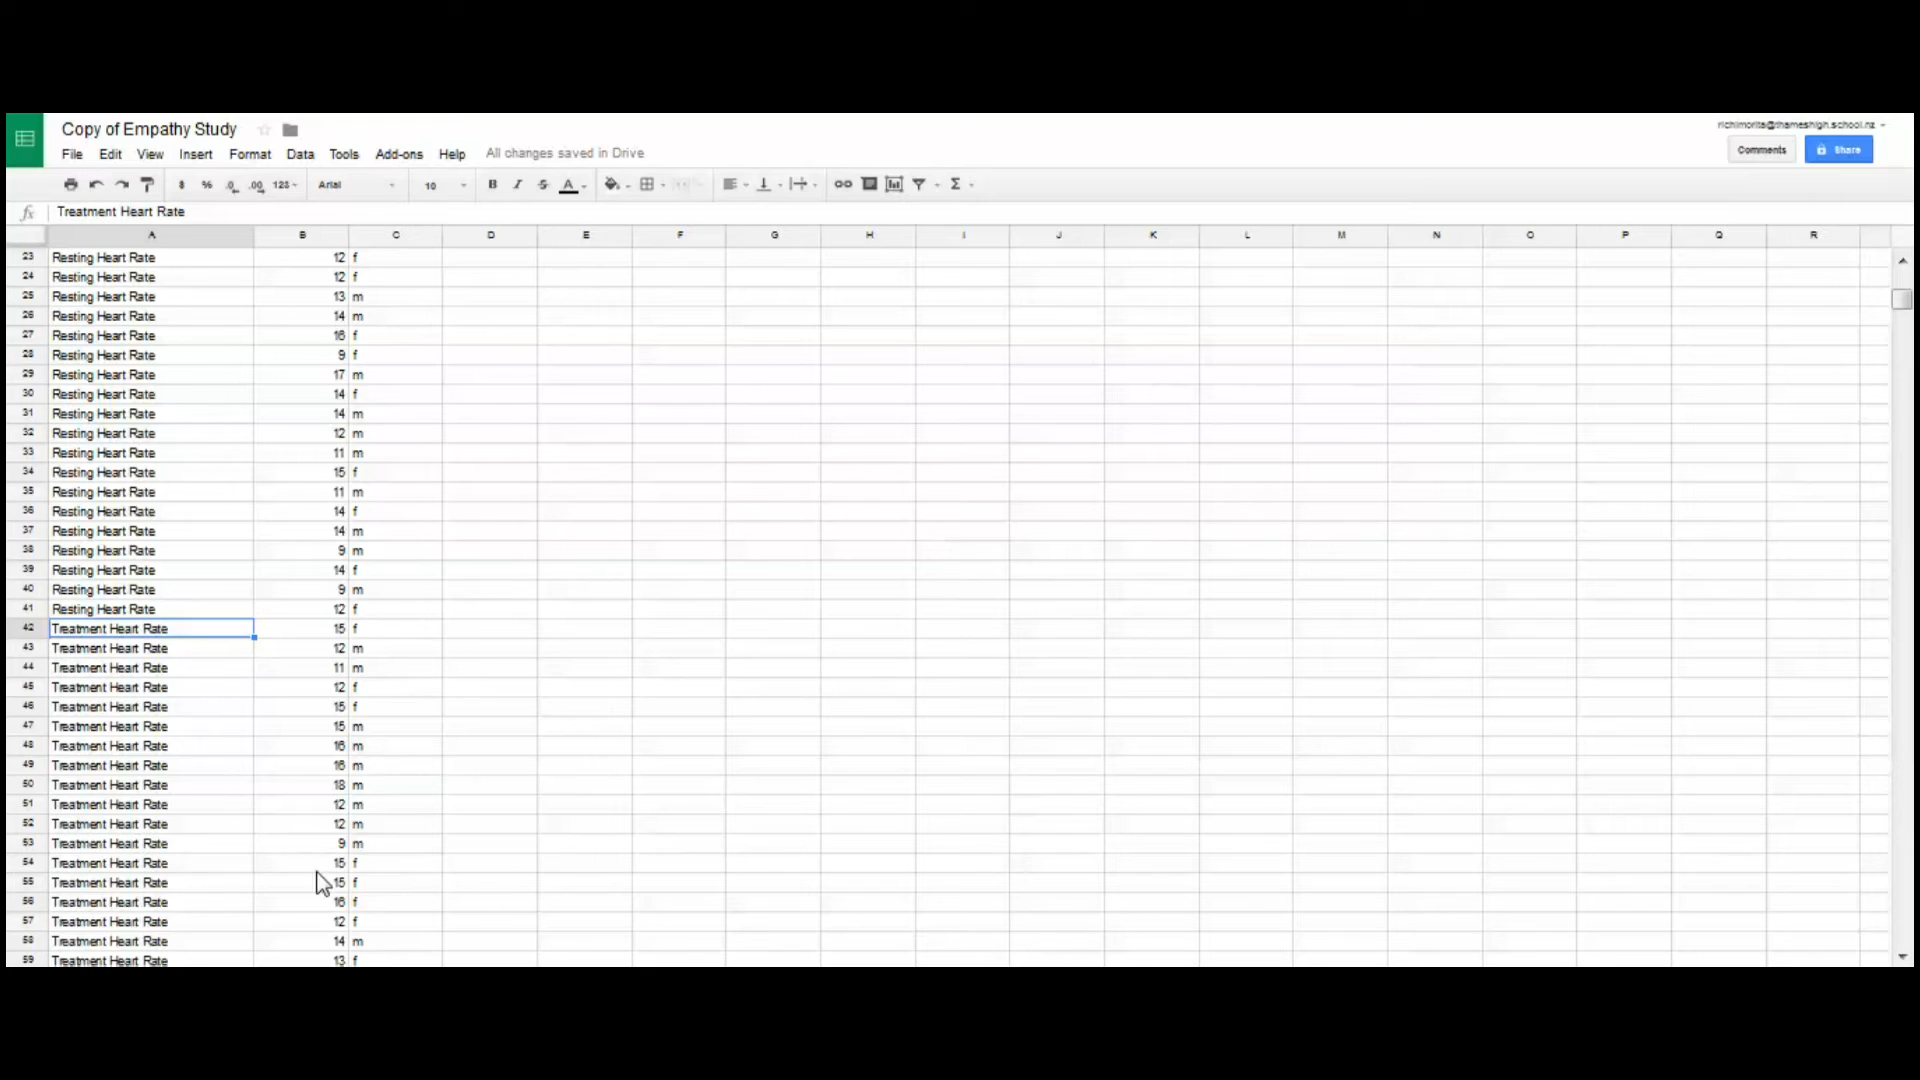 Copy of Empathy Study
richimorita@thameshigh.school.nz
File Edit View Insert Format Data Tools Add-ons Help All changes saved in Drive
Comments Share
$ % .0 .00 123 Arial 10 B I S A Σ
fx Treatment Heart Rate
A B C D E F G H I J K L M N O P Q R
23 Resting Heart Rate 12 f
24 Resting Heart Rate 12 f
25 Resting Heart Rate 13 m
26 Resting Heart Rate 14 m
27 Resting Heart Rate 16 f
28 Resting Heart Rate 9 f
29 Resting Heart Rate 17 m
30 Resting Heart Rate 14 f
31 Resting Heart Rate 14 m
32 Resting Heart Rate 12 m
33 Resting Heart Rate 11 m
34 Resting Heart Rate 15 f
35 Resting Heart Rate 11 m
36 Resting Heart Rate 14 f
37 Resting Heart Rate 14 m
38 Resting Heart Rate 9 m
39 Resting Heart Rate 14 f
40 Resting Heart Rate 9 m
41 Resting Heart Rate 12 f
42 Treatment Heart Rate 15 f
43 Treatment Heart Rate 12 m
44 Treatment Heart Rate 11 m
45 Treatment Heart Rate 12 f
46 Treatment Heart Rate 15 f
47 Treatment Heart Rate 15 m
48 Treatment Heart Rate 16 m
49 Treatment Heart Rate 16 m
50 Treatment Heart Rate 18 m
51 Treatment Heart Rate 12 m
52 Treatment Heart Rate 12 m
53 Treatment Heart Rate 9 m
54 Treatment Heart Rate 15 f
55 Treatment Heart Rate 15 f
56 Treatment Heart Rate 16 f
57 Treatment Heart Rate 12 f
58 Treatment Heart Rate 14 m
59 Treatment Heart Rate 13 f